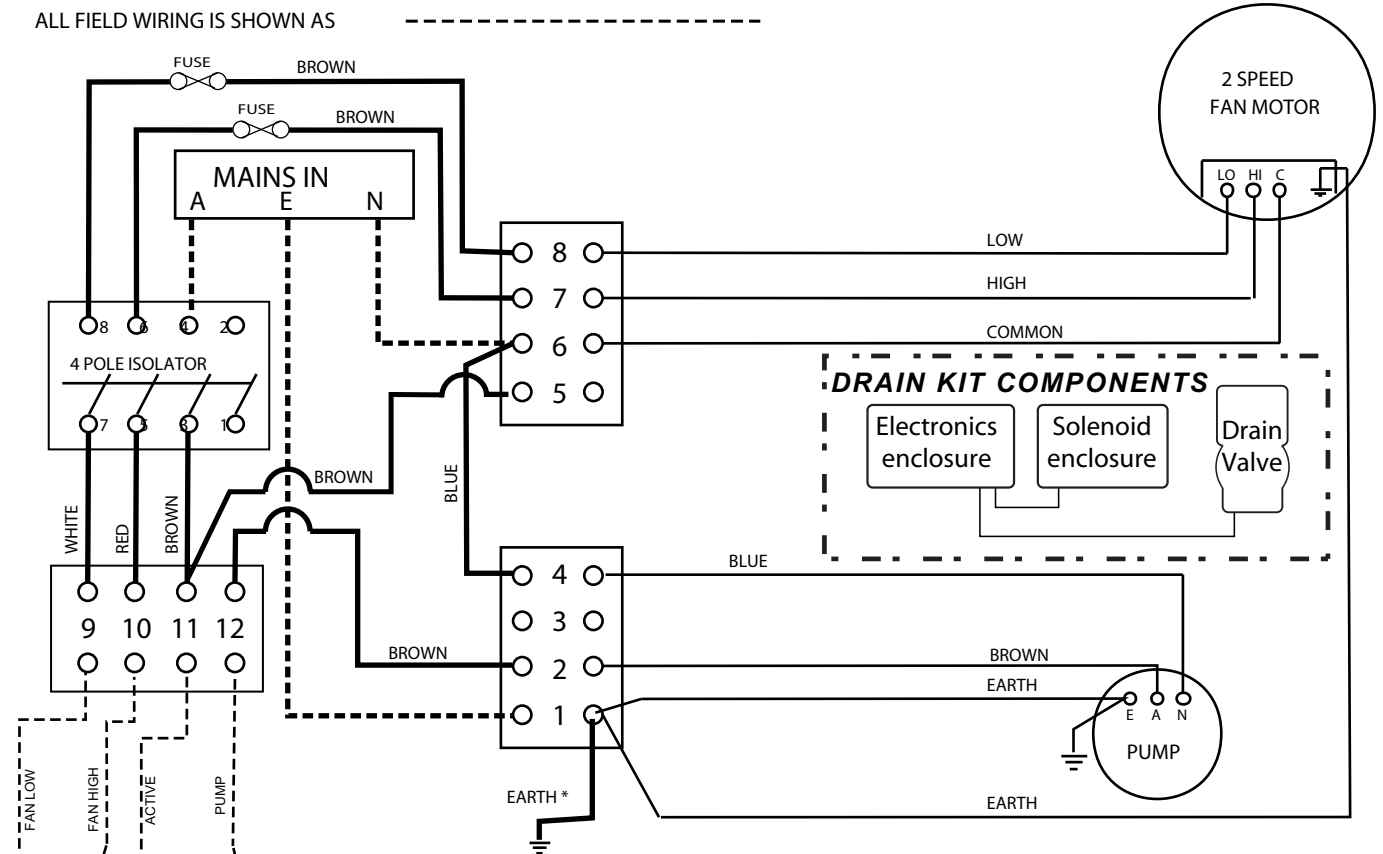 ALL FIELD WIRING IS SHOWN AS
FUSE
BROWN
FUSE
BROWN
MAINS IN
A E N
2 SPEED
FAN MOTOR
LO HI C
8
7
6
5
LOW
HIGH
COMMON
8 6 4 2
4 POLE ISOLATOR
7 5 3 1
DRAIN KIT COMPONENTS
Electronics
enclosure
Solenoid
enclosure
Drain
Valve
BROWN
BLUE
WHITE
RED
BROWN
9 10 11 12
BROWN
4
3
2
1
BLUE
BROWN
EARTH
E A N
PUMP
EARTH *
EARTH
FAN LOW
FAN HIGH
ACTIVE
PUMP